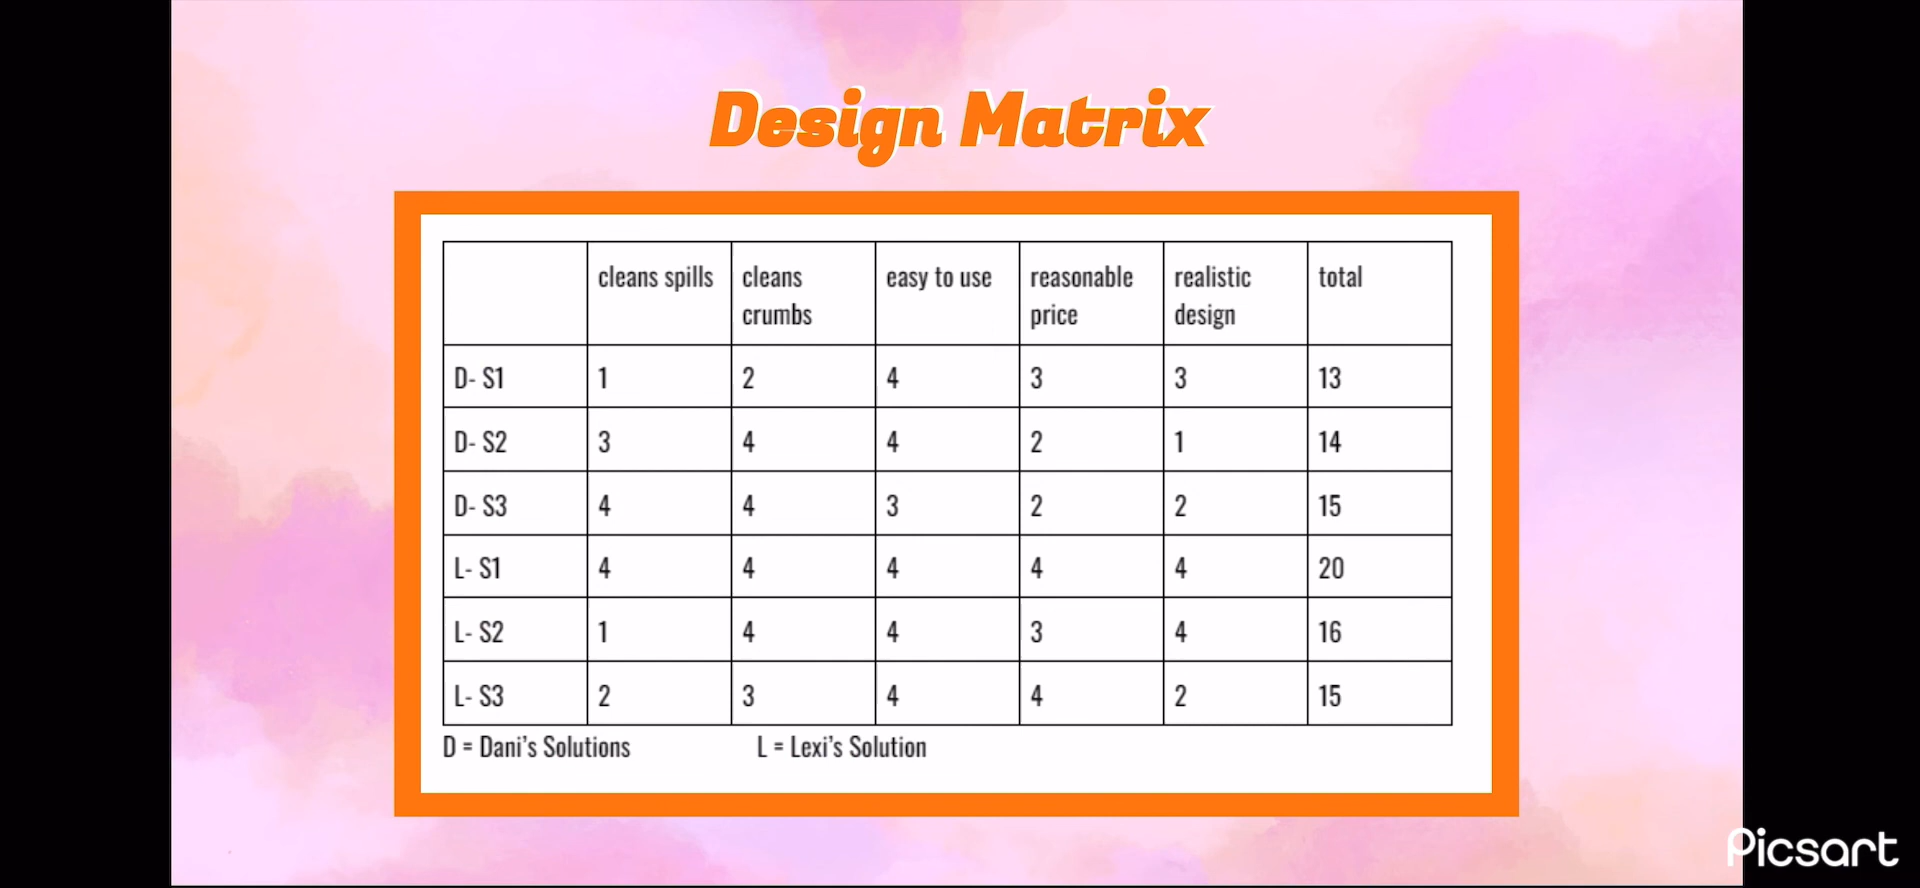 Design Matrix
cleans spills cleans crumbs easy to use reasonable price realistic design total
D- S1 1 2 4 3 3 13
D- S2 3 4 4 2 1 14
D- S3 4 4 3 2 2 15
L- S1 4 4 4 4 4 20
L- S2 1 4 4 3 4 16
L- S3 2 3 4 4 2 15
D = Dani’s Solutions L = Lexi’s Solution
Picsart